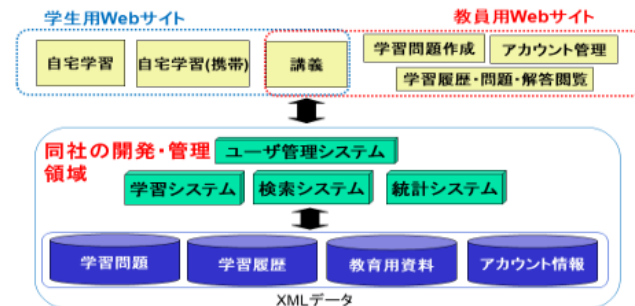 学生用Webサイト
教員用Webサイト
自宅学習
自宅学習(携帯)
講義
学習問題作成
アカウント管理
学習履歴・問題・解答閲覧
同社の開発・管理
領域
ユーザ管理システム
学習システム
検索システム
統計システム
学習問題
学習履歴
教育用資料
アカウント情報
XMLデータ